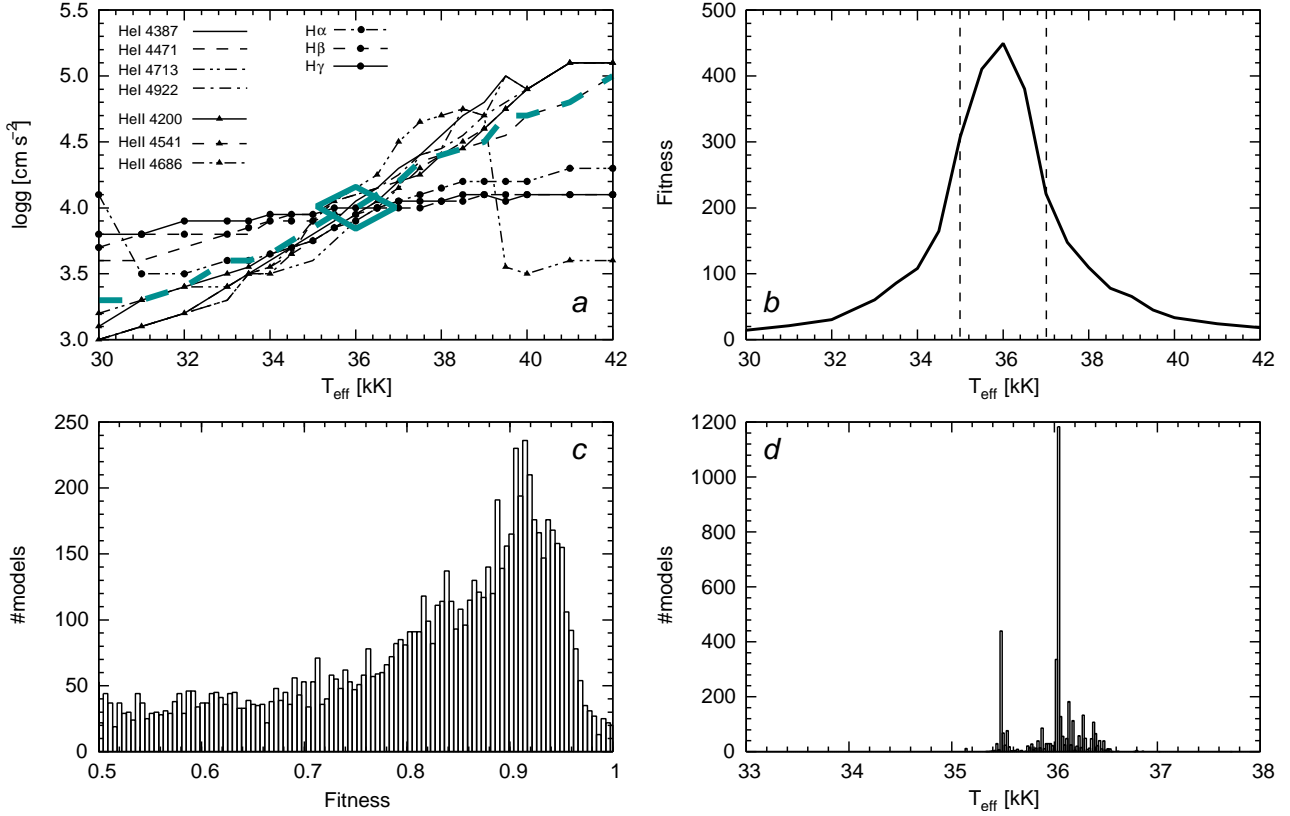 HeI 4387
HeI 4471
HeI 4713
HeI 4922
HeII 4200
HeII 4541
HeII 4686
Hα
Hβ
Hγ
5.5
5.0
4.5
4.0
3.5
3.0
logg [cm s⁻²]
30 32 34 36 38 40 42
T_eff [kK]
a
500
400
300
200
100
0
Fitness
30 32 34 36 38 40 42
T_eff [kK]
b
250
200
150
100
50
0
#models
0.5 0.6 0.7 0.8 0.9 1
Fitness
c
1200
1000
800
600
400
200
0
#models
33 34 35 36 37 38
T_eff [kK]
d